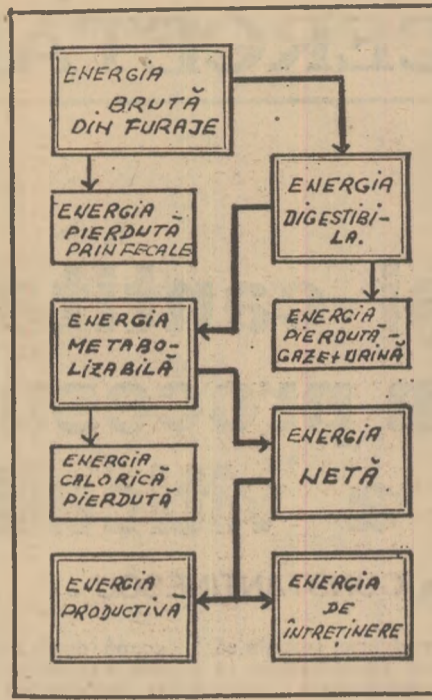 ENERGIA
BRUTĂ
DIN FURAJE
ENERGIA
DIGESTIBI-
LA.
ENERGIA
PIERDUTĂ
PRIN FECALE
ENERGIA
PIERDUTĂ-
GAZE+URINĂ
ENERGIA
METABO-
LIZABILĂ
ENERGIA
NETĂ
ENERGIA
CALORICĂ
PIERDUTĂ
ENERGIA
PRODUCTIVĂ
ENERGIA
DE
ÎNTREȚINERE